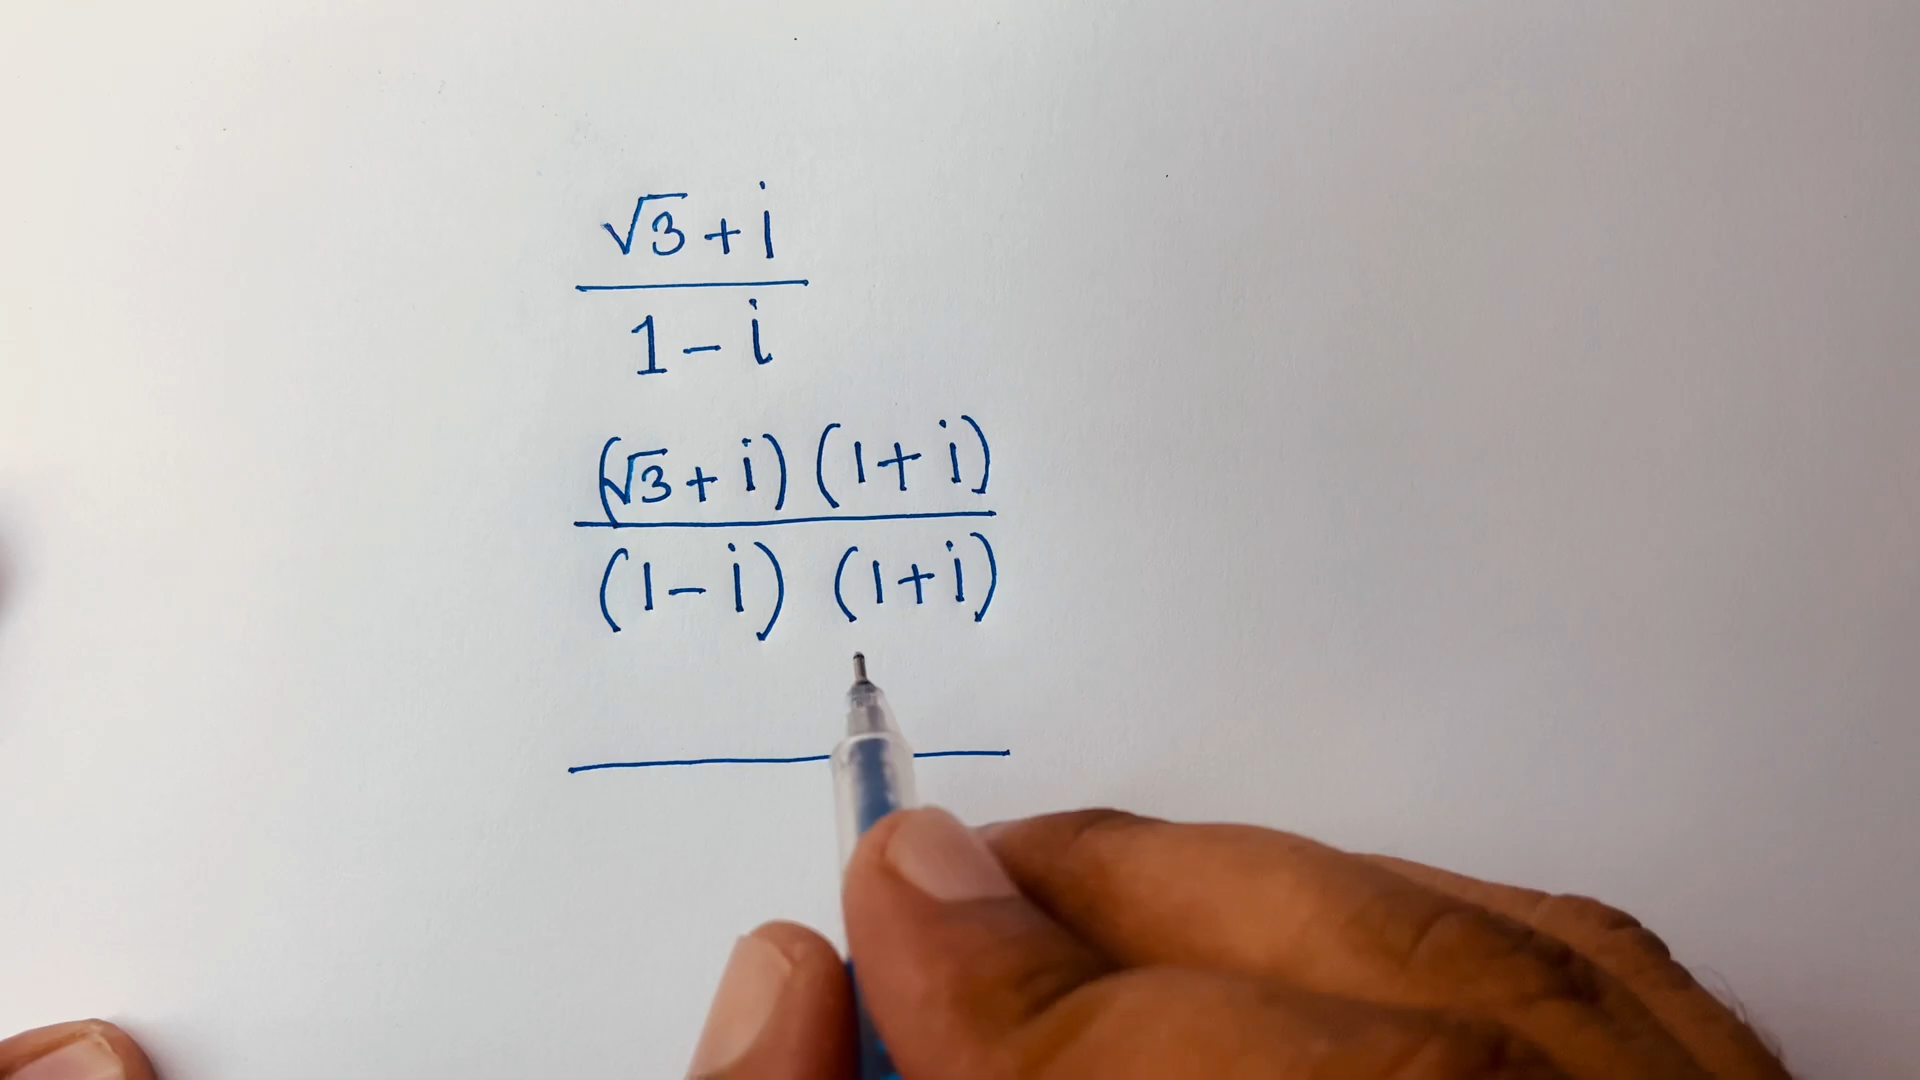 √3 + i
1 - i
(√3 + i) (1 + i)
(1 - i) (1 + i)